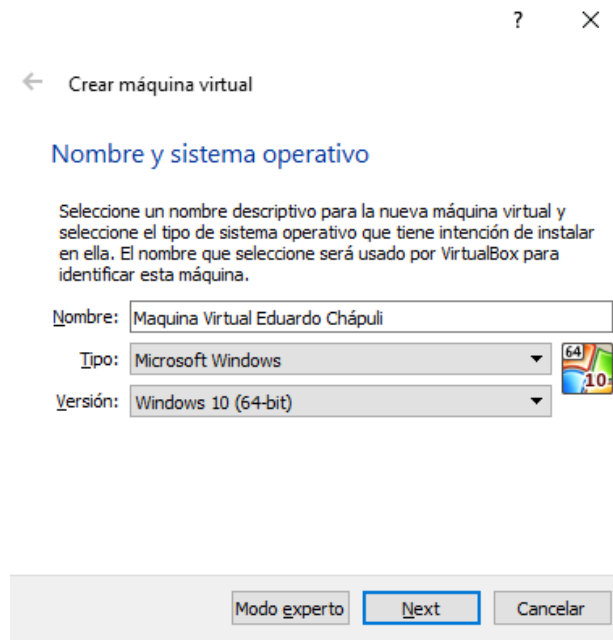 ?
Crear máquina virtual
Nombre y sistema operativo
Seleccione un nombre descriptivo para la nueva máquina virtual y
seleccione el tipo de sistema operativo que tiene intención de instalar
en ella. El nombre que seleccione será usado por VirtualBox para
identificar esta máquina.
Nombre: Maquina Virtual Eduardo Chápuli
Tipo: Microsoft Windows
64
10
Versión: Windows 10 (64-bit)
Modo experto Next Cancelar